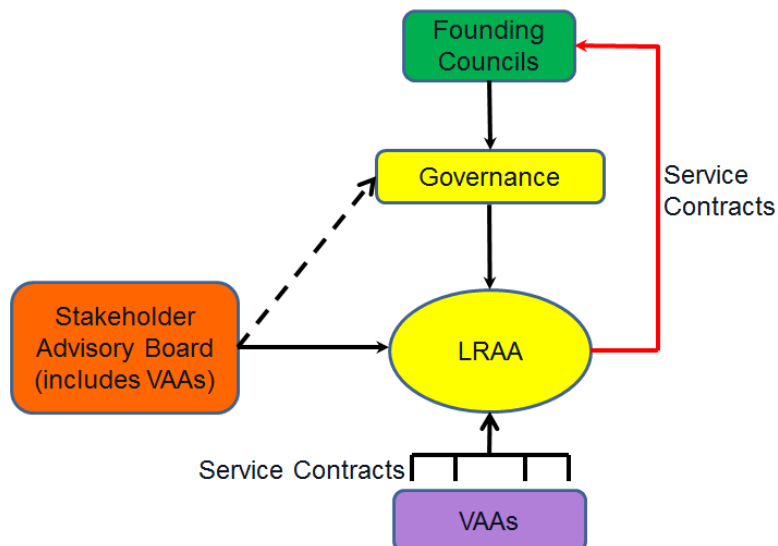 Founding
Councils
Governance
Service
Contracts
Stakeholder
Advisory Board
(includes VAAs)
LRAA
Service Contracts
VAAs